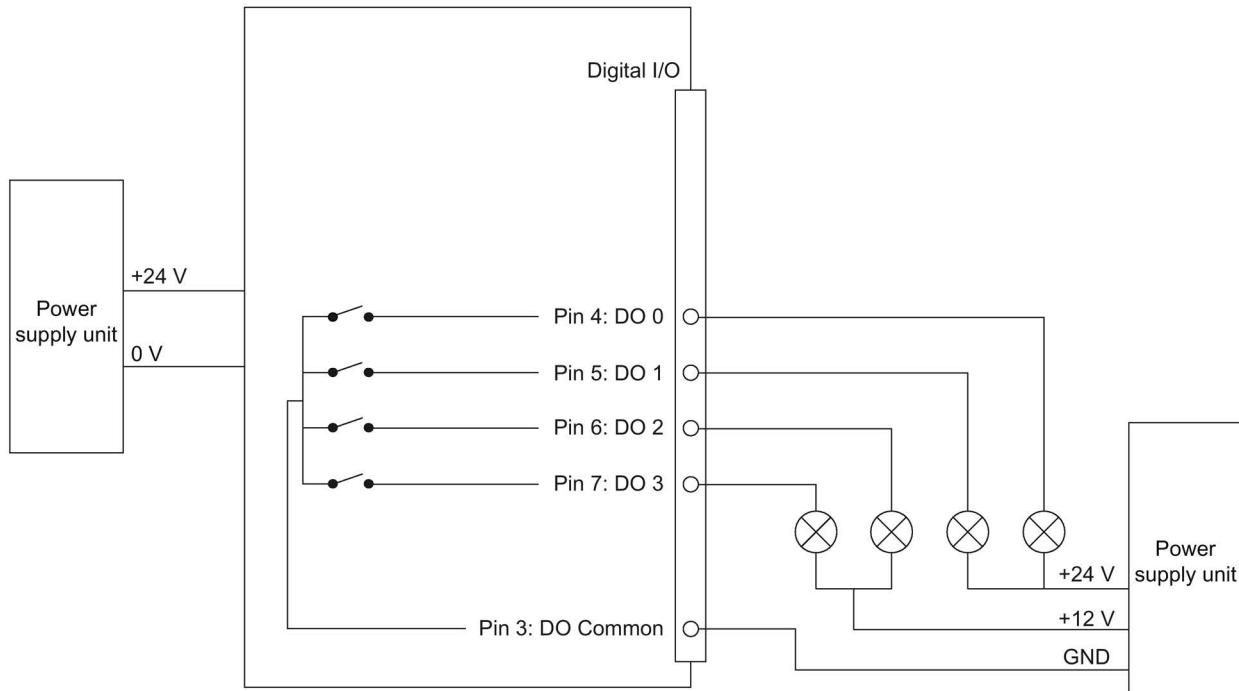 Digital I/O
+24 V
Power
supply unit
0 V
Pin 4: DO 0
Pin 5: DO 1
Pin 6: DO 2
Pin 7: DO 3
Pin 3: DO Common
Power
supply unit
+24 V
+12 V
GND